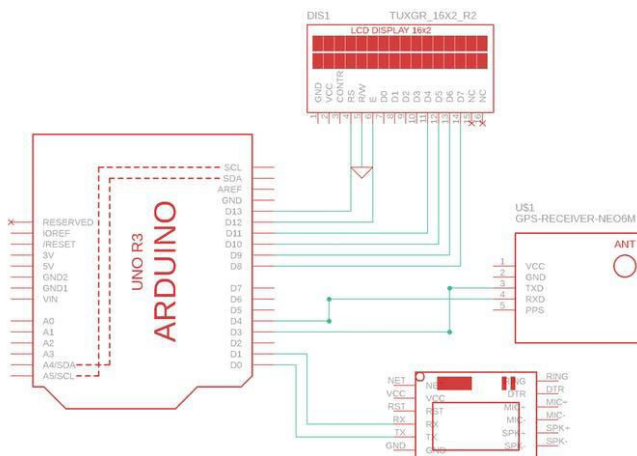 DIS1
TUXGR_16X2_R2
LCD DISPLAY 16x2
GND
VCC
CONTR
RS
R/W
E
D0
D1
D2
D3
D4
D5
D6
D7
NC
NC
1
2
3
4
5
6
7
8
9
10
11
12
13
14
15
16
UNO R3
ARDUINO
RESERVED
IOREF
/RESET
3V
5V
GND2
GND1
VIN
A0
A1
A2
A3
A4/SDA
A5/SCL
SCL
SDA
AREF
GND
D13
D12
D11
D10
D9
D8
D7
D6
D5
D4
D3
D2
D1
D0
U$1
GPS-RECEIVER-NEO6M
ANT
1 VCC
2 GND
3 TXD
4 RXD
5 PPS
NET
VCC
RST
RX
TX
GND
VCC
RST
RX
TX
GND
DTR
MIC+
MIC-
SPK+
SPK-
RING
DTR
MIC+
MIC-
SPK+
SPK-